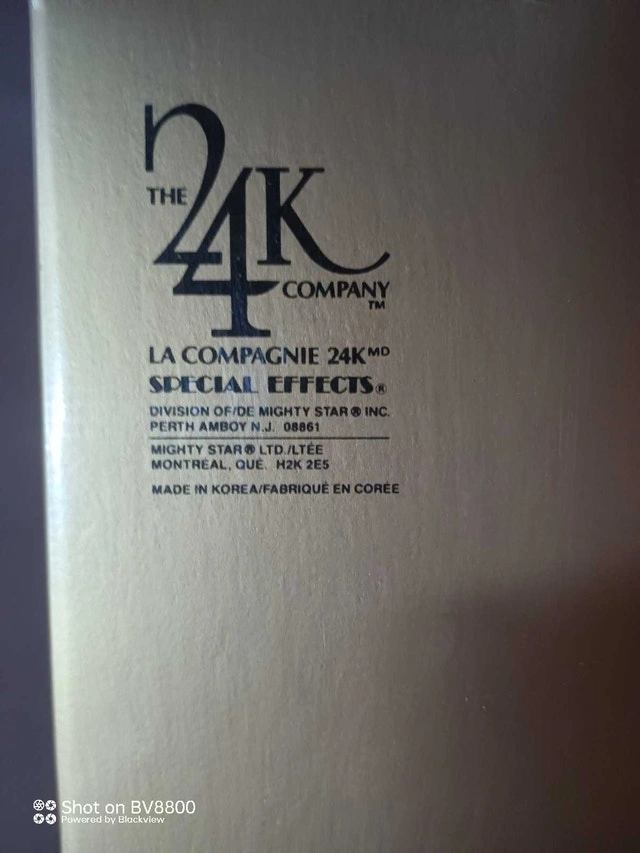 THE 24K
COMPANY™
LA COMPAGNIE 24K MD
SPECIAL EFFECTS®
DIVISION OF/DE MIGHTY STAR® INC.
PERTH AMBOY N.J. 08861
MIGHTY STAR® LTD./LTÉE
MONTREAL, QUÉ. H2K 2E5
MADE IN KOREA/FABRIQUÉ EN CORÉE
Shot on BV8800
Powered by Blackview